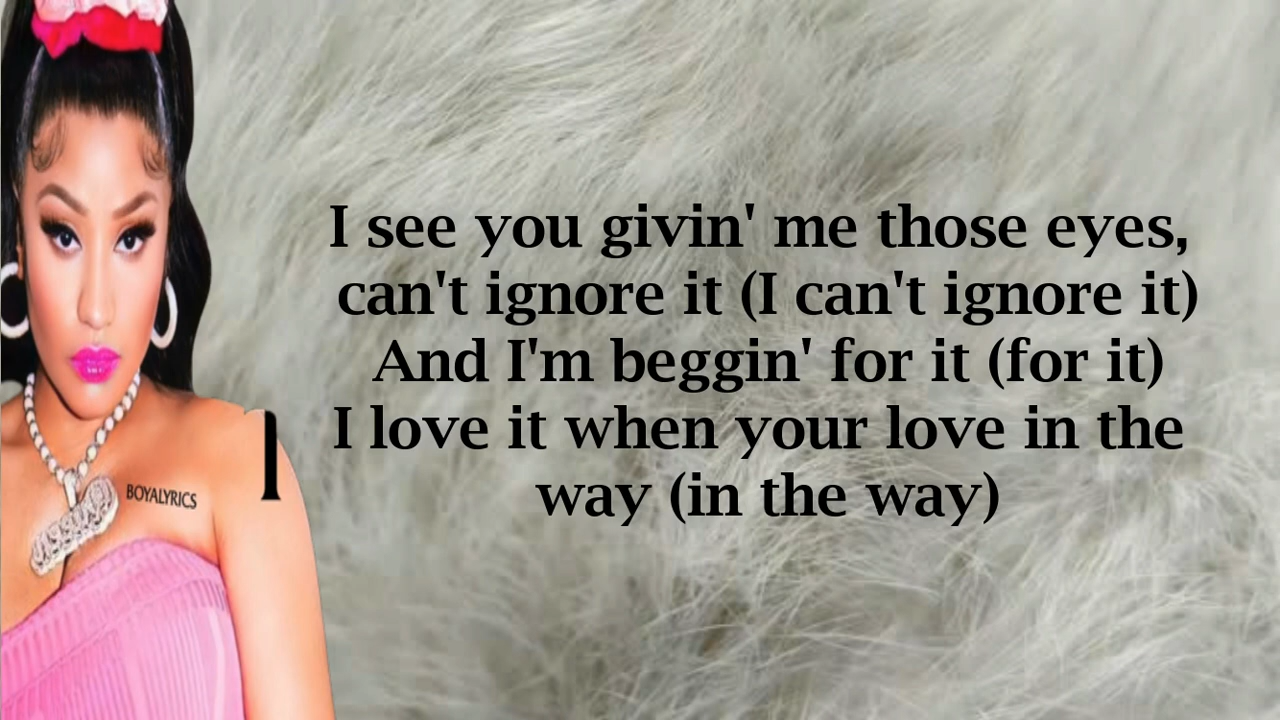 I see you givin' me those eyes,
can't ignore it (I can't ignore it)
And I'm beggin' for it (for it)
I love it when your love in the
way (in the way)
BOYALYRICS
1